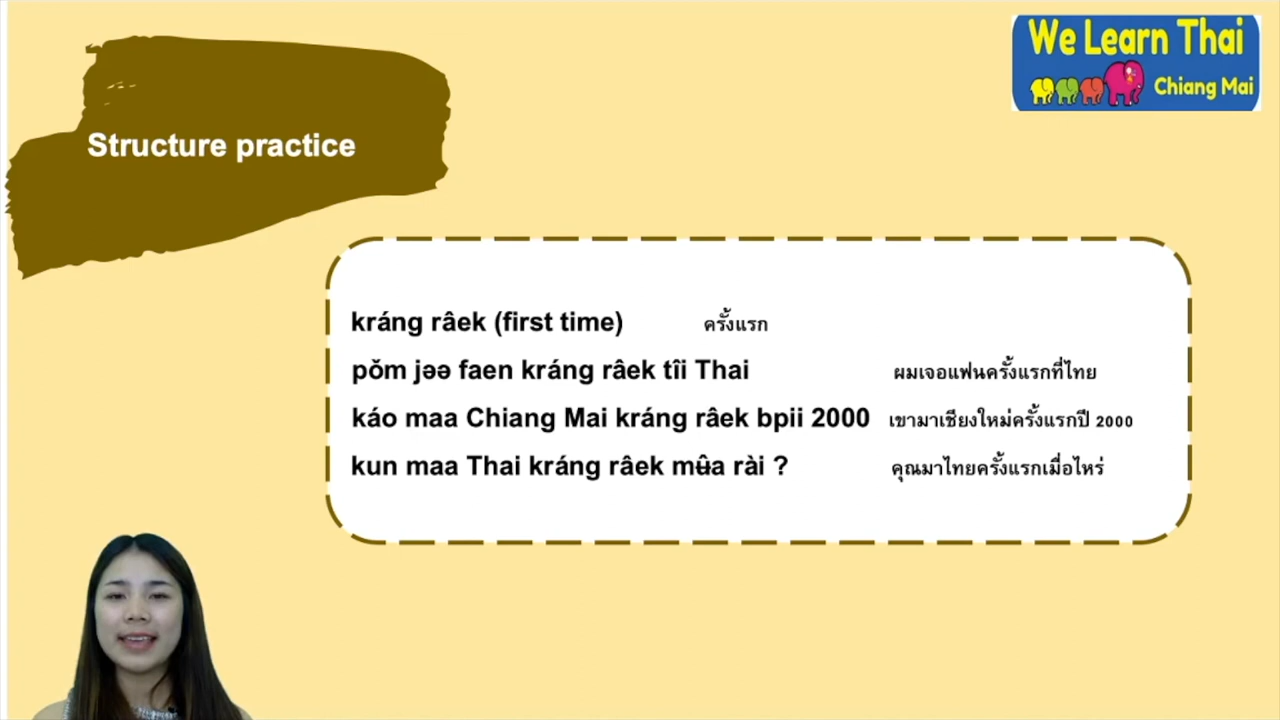 We Learn Thai
Chiang Mai
Structure practice
kráng râek (first time) ครั้งแรก
pǒm jəə faen kráng râek tîi Thai ผมเจอแฟนครั้งแรกที่ไทย
káo maa Chiang Mai kráng râek bpii 2000 เขามาเชียงใหม่ครั้งแรกปี 2000
kun maa Thai kráng râek mʉ̂a rài ? คุณมาไทยครั้งแรกเมื่อไหร่